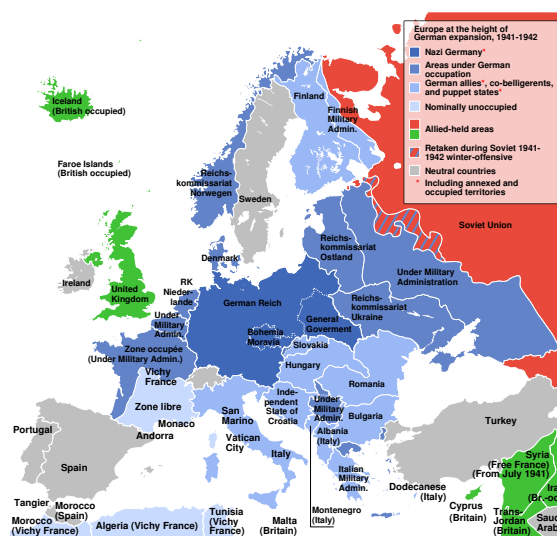 Europe at the height of
German expansion, 1941-1942
Nazi Germany*
Areas under German
occupation
German allies*, co-belligerents,
and puppet states*
Nominally unoccupied
Allied-held areas
Retaken during Soviet 1941-
1942 winter-offensive
Neutral countries
* Including annexed and
occupied territories
Iceland
(British occupied)
Faroe Islands
(British occupied)
Finland
Finnish
Military
Admin.
Reichs-
kommissariat
Norwegen
Sweden
Soviet Union
Reichs-
kommissariat
Ostland
Denmark
Under Military
Administration
Ireland
United
Kingdom
RK
Nieder-
lande
German Reich
Reichs-
kommissariat
Ukraine
Under
Military
Admin.
General
Goverment
Bohemia
Moravia
Slovakia
Zone occupée
(Under Military Admin.)
Vichy
France
Hungary
Romania
Zone libre
Inde-
pendent
State of
Croatia
Under
Military
Admin.
Bulgaria
San
Marino
Monaco
Andorra
Vatican
City
Italy
Albania
(Italy)
Portugal
Spain
Turkey
Italian
Military
Admin.
Dodecanese
(Italy)
Syria
(Free France)
(From July 1941)
Tangier
Morocco
(Spain)
Morocco
(Vichy France)
Algeria (Vichy France)
Tunisia
(Vichy
France)
Malta
(Britain)
Montenegro
(Italy)
Cyprus
(Britain)
Trans-
Jordan
(Britain)